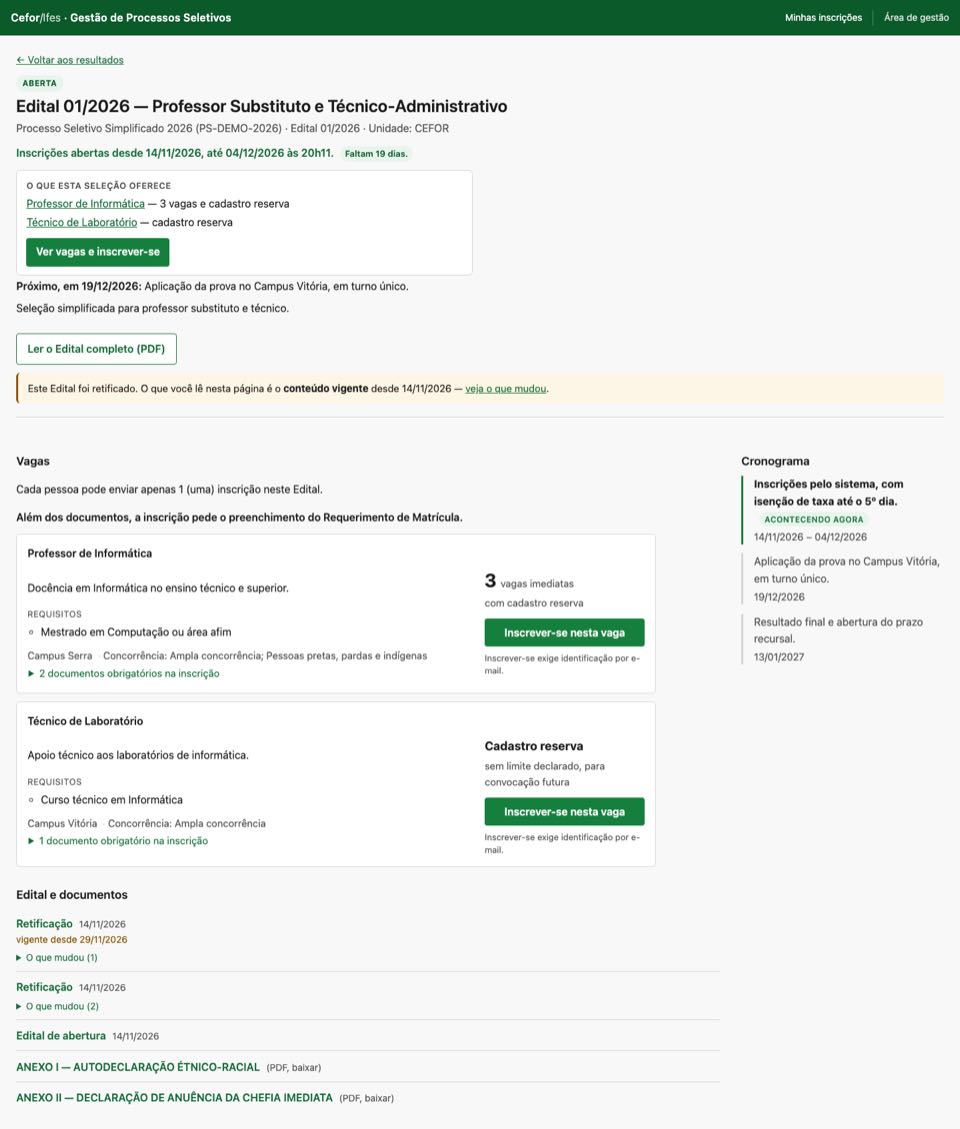 Cefor/Ifes · Gestão de Processos Seletivos
Minhas inscrições
Área de gestão
← Voltar aos resultados
ABERTA
Edital 01/2026 — Professor Substituto e Técnico-Administrativo
Processo Seletivo Simplificado 2026 (PS-DEMO-2026) · Edital 01/2026 · Unidade: CEFOR
Inscrições abertas desde 14/11/2026, até 04/12/2026 às 20h11. Faltam 19 dias.
O QUE ESTA SELEÇÃO OFERECE
Professor de Informática — 3 vagas e cadastro reserva
Técnico de Laboratório — cadastro reserva
Ver vagas e inscrever-se
Próximo, em 19/12/2026: Aplicação da prova no Campus Vitória, em turno único.
Seleção simplificada para professor substituto e técnico.
Ler o Edital completo (PDF)
Este Edital foi retificado. O que você lê nesta página é o conteúdo vigente desde 14/11/2026 — veja o que mudou.
Vagas
Cada pessoa pode enviar apenas 1 (uma) inscrição neste Edital.
Além dos documentos, a inscrição pede o preenchimento do Requerimento de Matrícula.
Professor de Informática
Docência em Informática no ensino técnico e superior.
REQUISITOS
Mestrado em Computação ou área afim
Campus Serra · Concorrência: Ampla concorrência; Pessoas pretas, pardas e indígenas
2 documentos obrigatórios na inscrição
3 vagas imediatas
com cadastro reserva
Inscrever-se nesta vaga
Inscrever-se exige identificação por e-
mail.
Técnico de Laboratório
Apoio técnico aos laboratórios de informática.
REQUISITOS
Curso técnico em Informática
Campus Vitória · Concorrência: Ampla concorrência
1 documento obrigatório na inscrição
Cadastro reserva
sem limite declarado, para
convocação futura
Inscrever-se nesta vaga
Inscrever-se exige identificação por e-
mail.
Edital e documentos
Retificação 14/11/2026
vigente desde 29/11/2026
O que mudou (1)
Retificação 14/11/2026
O que mudou (2)
Edital de abertura 14/11/2026
ANEXO I — AUTODECLARAÇÃO ÉTNICO-RACIAL (PDF, baixar)
ANEXO II — DECLARAÇÃO DE ANUÊNCIA DA CHEFIA IMEDIATA (PDF, baixar)
Cronograma
Inscrições pelo sistema, com
isenção de taxa até o 5º dia.
ACONTECENDO AGORA
14/11/2026 – 04/12/2026
Aplicação da prova no Campus Vitória,
em turno único.
19/12/2026
Resultado final e abertura do prazo
recursal.
13/01/2027